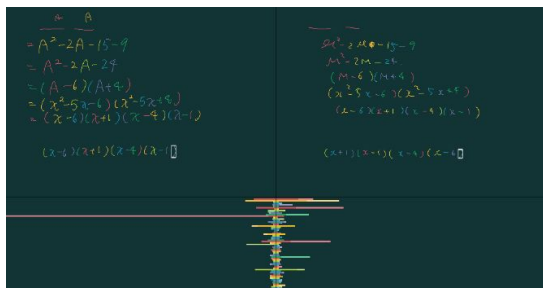 A A
= A² - 2A - 15 - 9
= A² - 2A - 24
= (A - 6)(A + 4)
= (x² - 5x - 6)(x² - 5x + 4)
= (x - 6)(x + 1)(x - 4)(x - 1)
(x - 6)(x + 1)(x - 4)(x - 1
M² - 2M - 15 - 9
M² - 2M - 24
(M - 6)(M + 4)
(x² - 5x - 6)(x² - 5x + 4)
(x - 6)(x + 1)(x - 4)(x - 1)
(x + 1)(x - 1)(x - 4)(x - 6